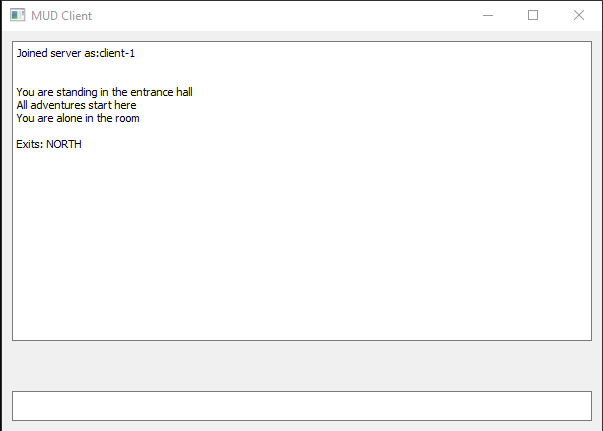 MUD Client
Joined server as:client-1
You are standing in the entrance hall
All adventures start here
You are alone in the room
Exits: NORTH